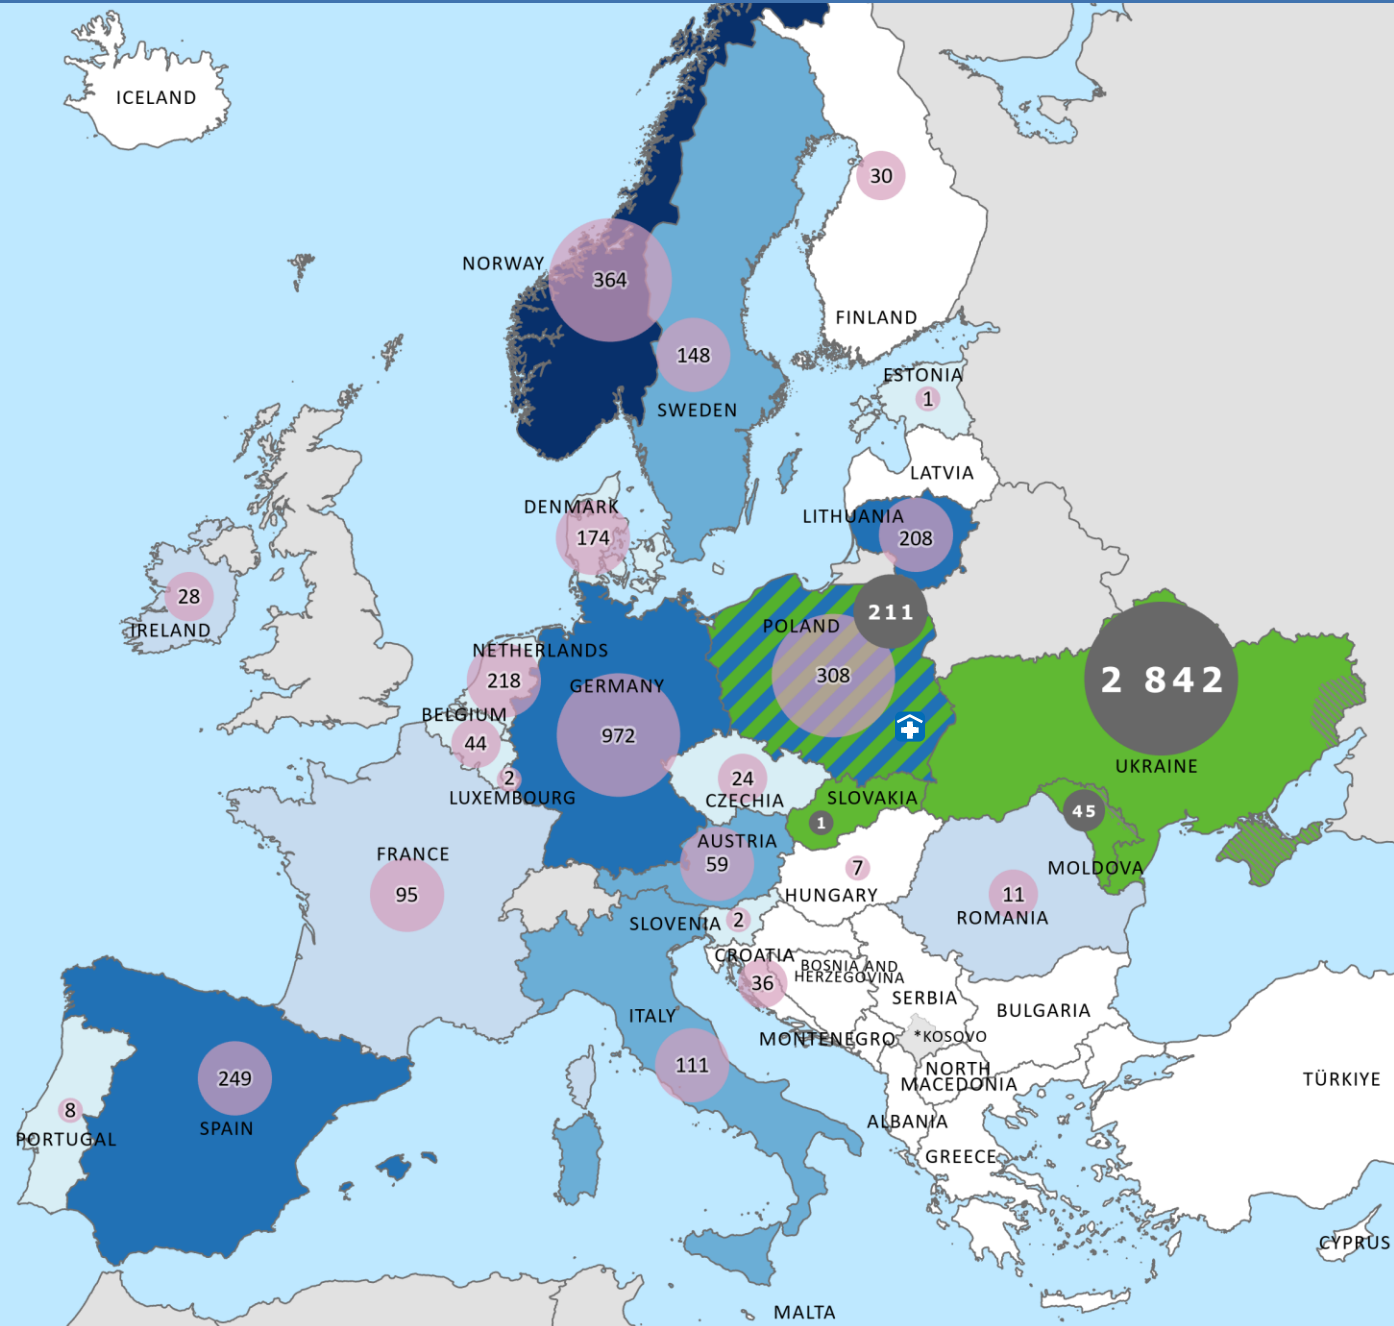 ICELAND
30
NORWAY
364
FINLAND
148
ESTONIA
1
SWEDEN
LATVIA
DENMARK
174
LITHUANIA
208
28
IRELAND
211
POLAND
308
NETHERLANDS
218
GERMANY
972
2 842
UKRAINE
BELGIUM
44
2
LUXEMBOURG
24
CZECHIA
SLOVAKIA
1
45
MOLDOVA
AUSTRIA
59
FRANCE
95
7
HUNGARY
11
ROMANIA
SLOVENIA
2
CROATIA
36
BOSNIA AND
HERZEGOVINA
SERBIA
BULGARIA
ITALY
111
MONTENEGRO
*KOSOVO
NORTH
MACEDONIA
TÜRKIYE
249
SPAIN
8
PORTUGAL
ALBANIA
GREECE
CYPRUS
MALTA